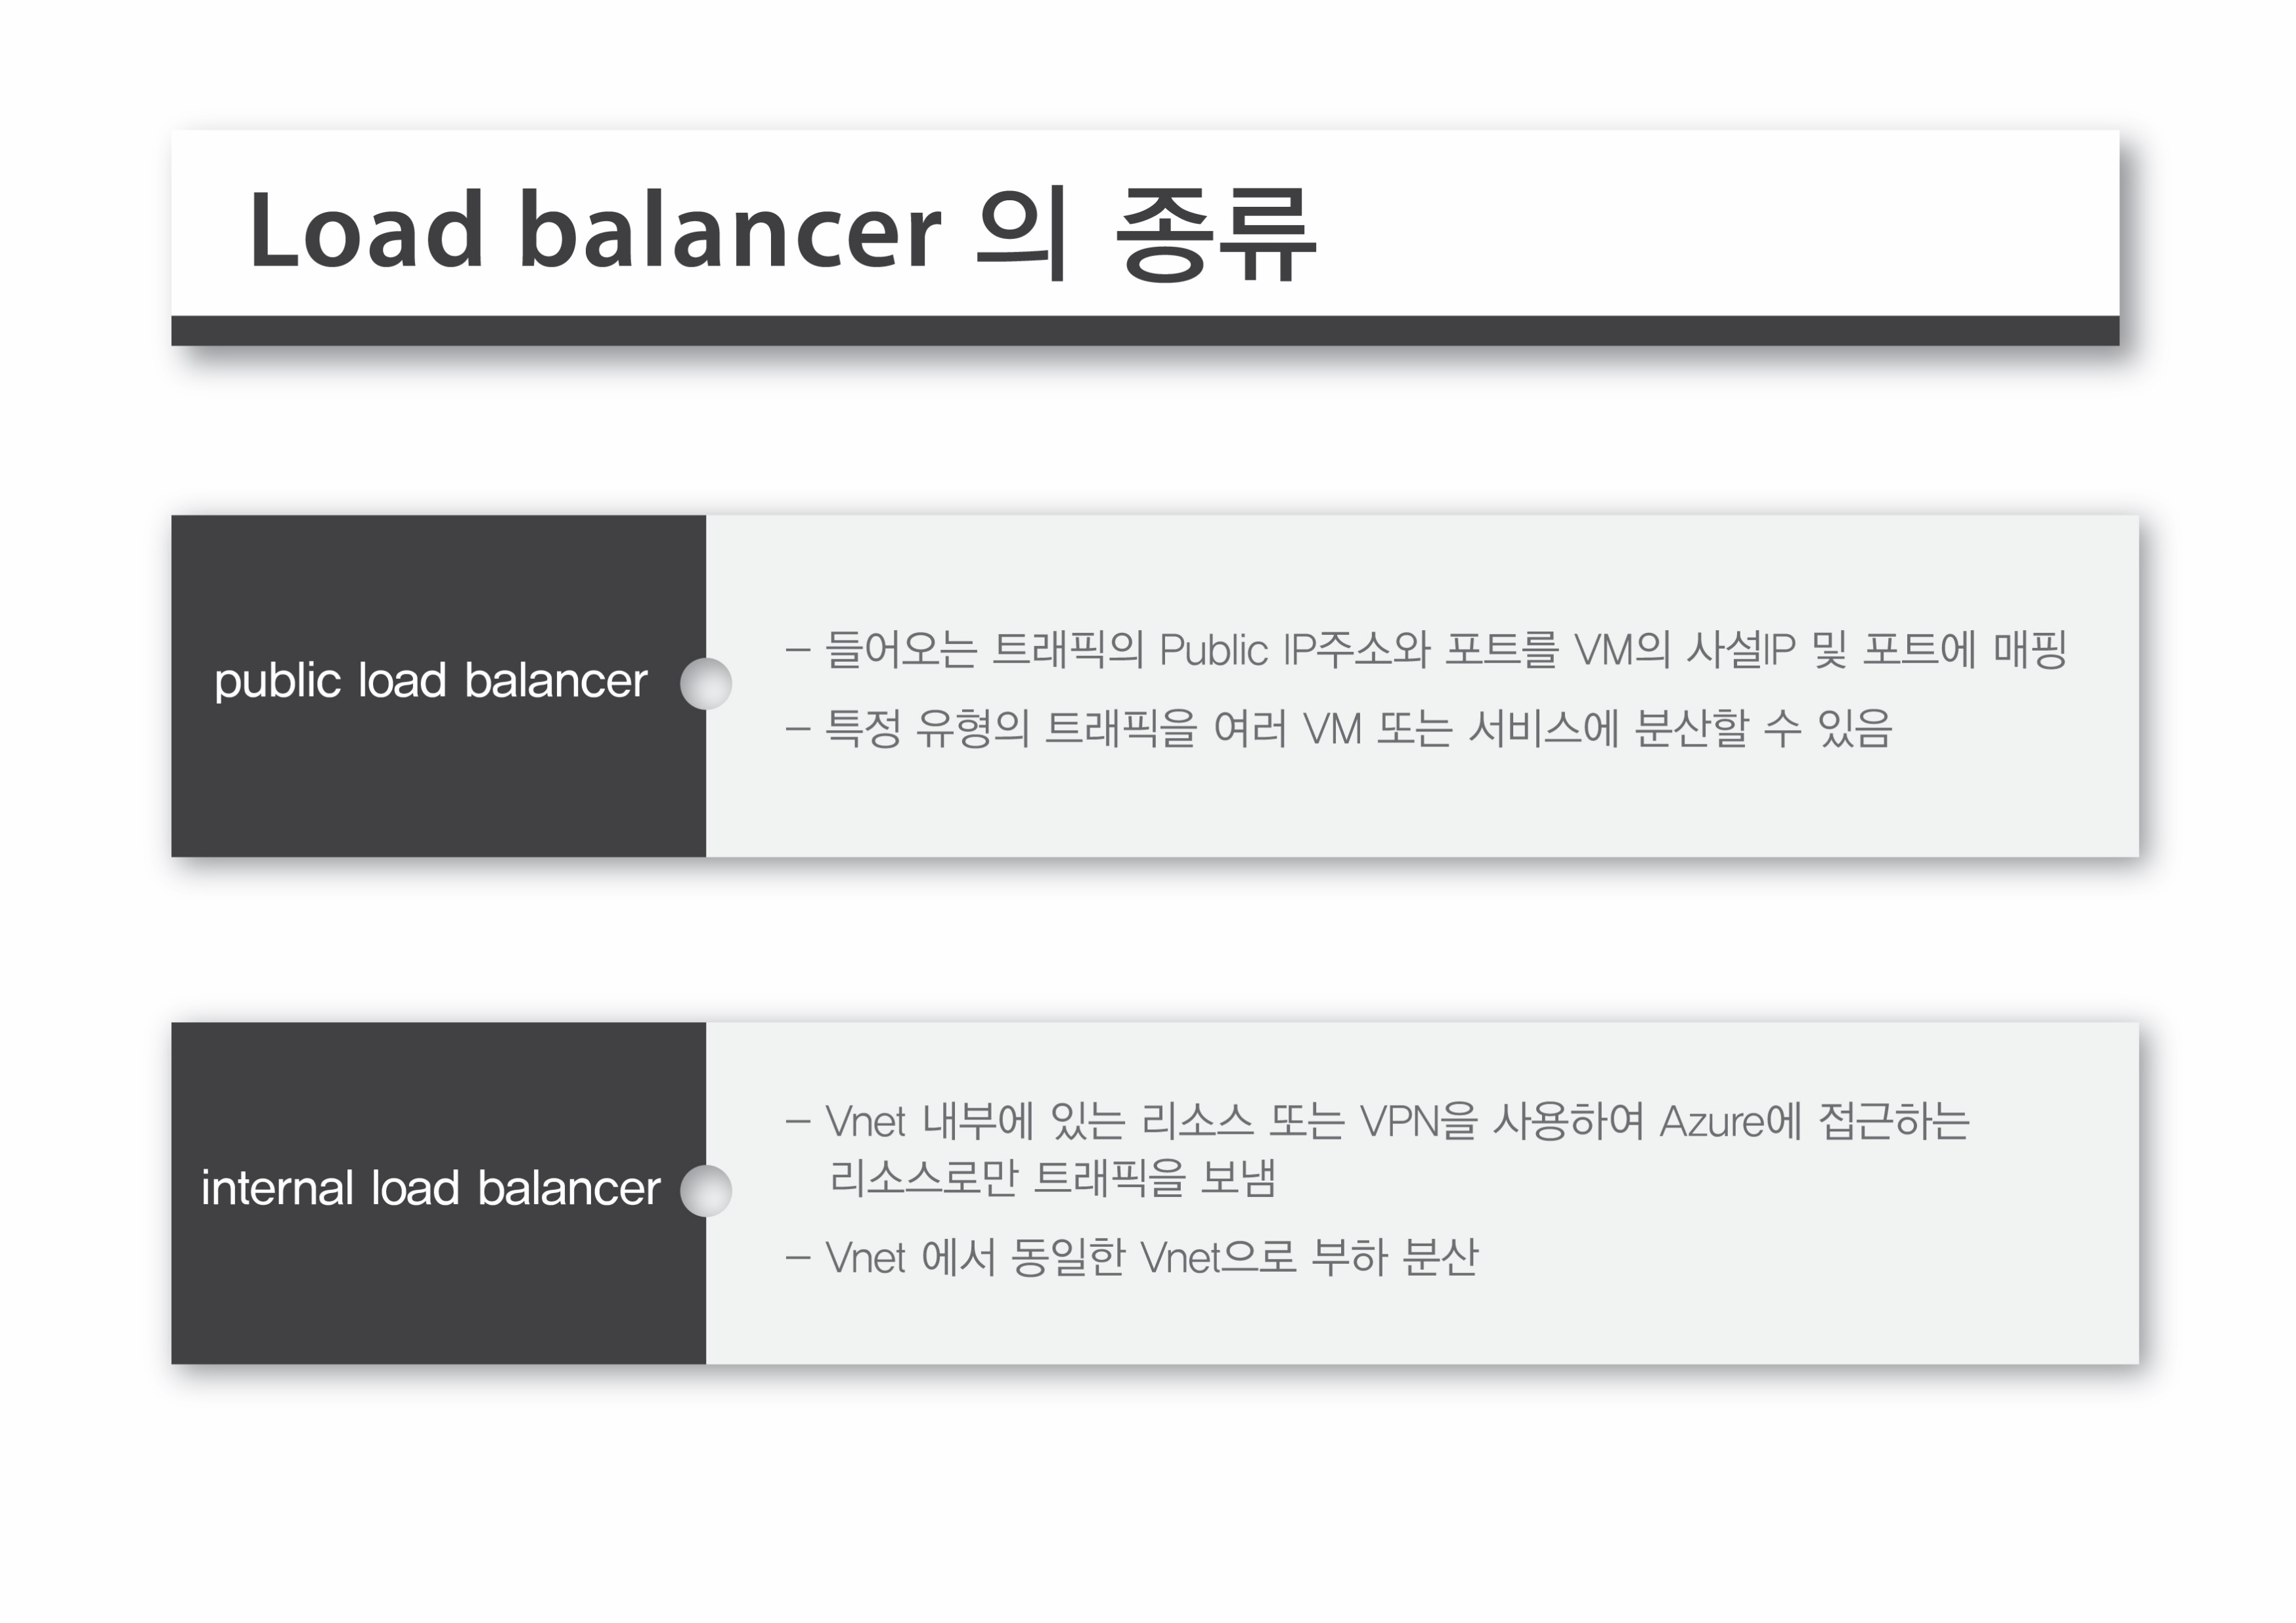 Load balancer 의 종류
public load balancer
– 들어오는 트래픽의 Public IP주소와 포트를 VM의 사설IP 및 포트에 매핑
– 특정 유형의 트래픽을 여러 VM 또는 서비스에 분산할 수 있음
internal load balancer
– Vnet 내부에 있는 리소스 또는 VPN을 사용하여 Azure에 접근하는
리소스로만 트래픽을 보냄
– Vnet 에서 동일한 Vnet으로 부하 분산